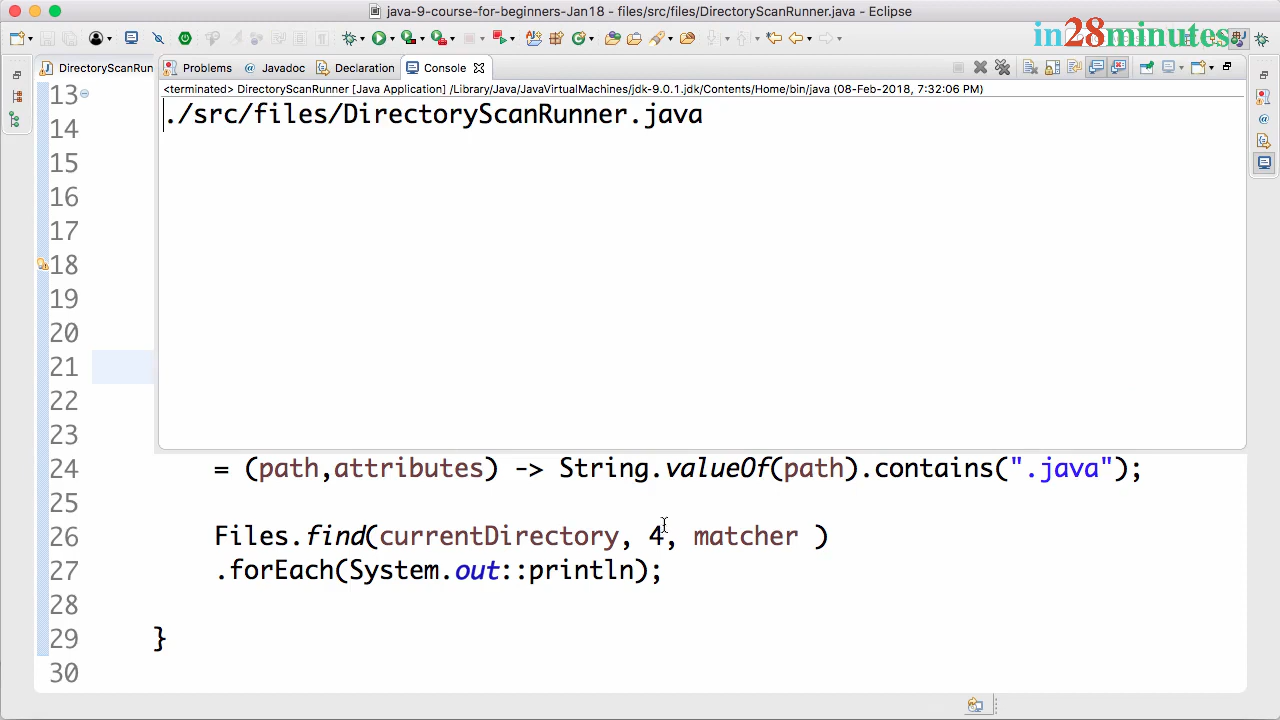 java-9-course-for-beginners-Jan18 - files/src/files/DirectoryScanRunner.java - Eclipse
in28minutes
DirectoryScanRun
Problems
Javadoc
Declaration
Console
<terminated> DirectoryScanRunner [Java Application] /Library/Java/JavaVirtualMachines/jdk-9.0.1.jdk/Contents/Home/bin/java (08-Feb-2018, 7:32:06 PM)
./src/files/DirectoryScanRunner.java
13
14
15
16
17
18
19
20
21
22
23
24 = (path,attributes) -> String.valueOf(path).contains(".java");
25
26 Files.find(currentDirectory, 4, matcher )
27 .forEach(System.out::println);
28
29 }
30